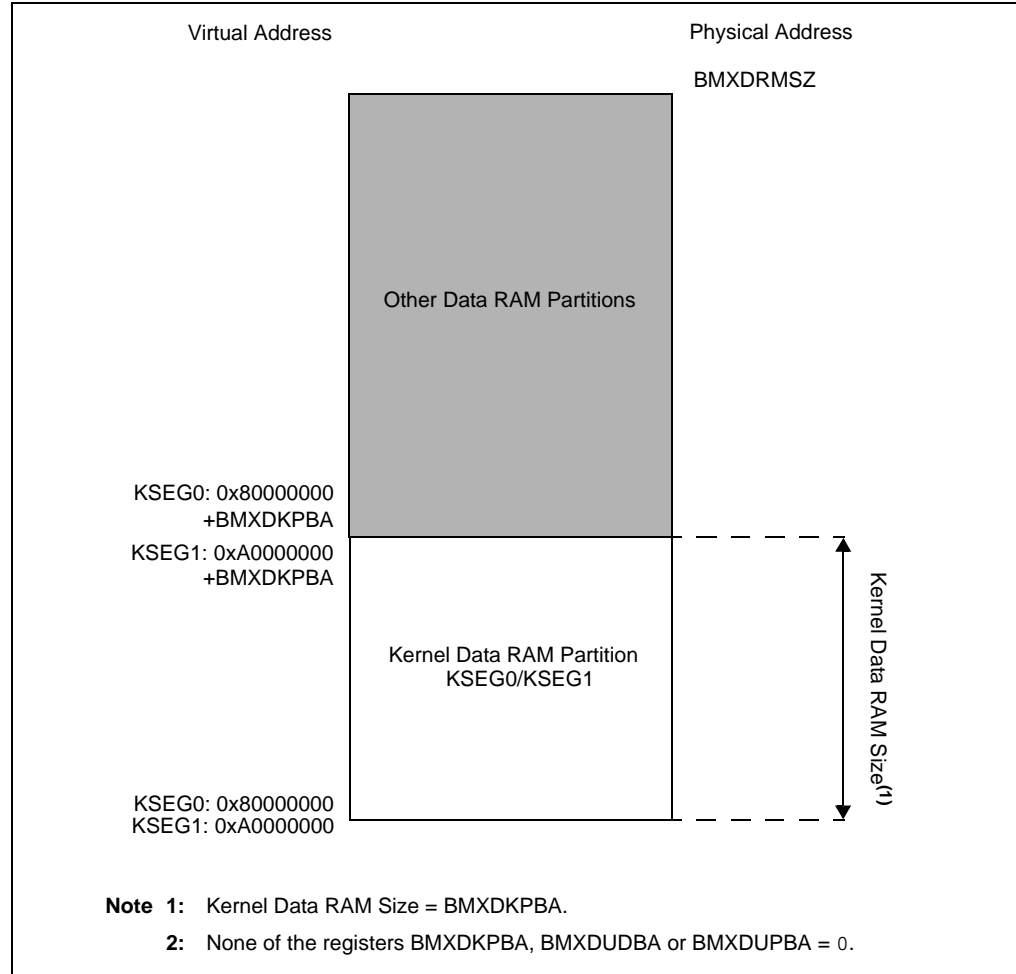 Virtual Address
Physical Address
BMXDRMSZ
Other Data RAM Partitions
KSEG0: 0x80000000
+BMXDKPBA
KSEG1: 0xA0000000
+BMXDKPBA
Kernel Data RAM Partition
KSEG0/KSEG1
Kernel Data RAM Size(1)
KSEG0: 0x80000000
KSEG1: 0xA0000000
Note 1: Kernel Data RAM Size = BMXDKPBA.
2: None of the registers BMXDKPBA, BMXDUDBA or BMXDUPBA = 0.